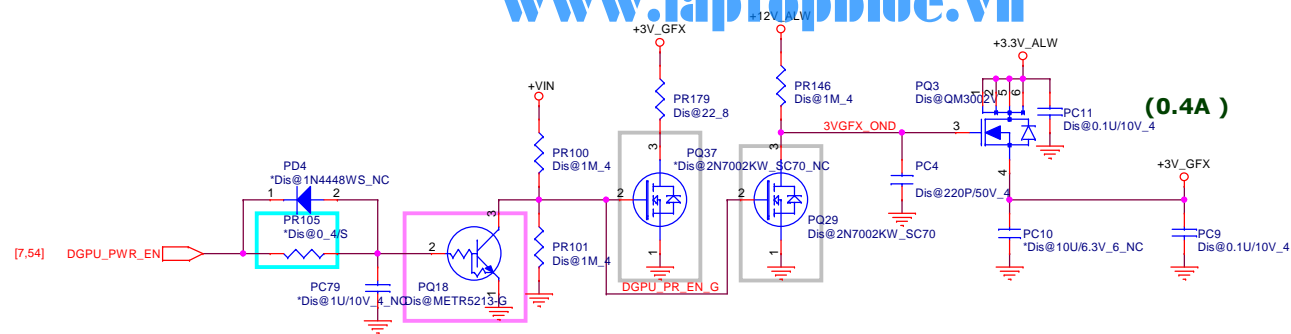 www.laptopblue.vn
+12V_ALW
+3V_GFX
+3.3V_ALW
+VIN
PR179
Dis@22_8
PR146
Dis@1M_4
PQ3
Dis@QM3002V
1
2
5
6
PC11
Dis@0.1U/10V_4
(0.4A )
3VGFX_OND
3
PR100
Dis@1M_4
3
PQ37
*Dis@2N7002KW_SC70_NC
3
PC4
Dis@220P/50V_4
4
+3V_GFX
PD4
*Dis@1N4448WS_NC
1
2
2
2
PR105
*Dis@0_4/S
3
PQ29
Dis@2N7002KW_SC70
[7,54]
DGPU_PWR_EN
2
PR101
Dis@1M_4
1
1
PC10
*Dis@10U/6.3V_6_NC
PC9
Dis@0.1U/10V_4
PC79
*Dis@1U/10V_4_NC
PQ18
Dis@METR5213-G
1
DGPU_PR_EN_G